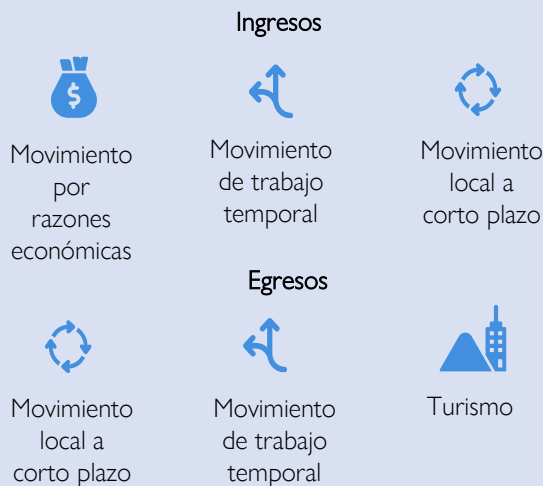 Ingresos
$
Movimiento
por
razones
económicas
Movimiento
de trabajo
temporal
Movimiento
local a
corto plazo
Egresos
Movimiento
local a
corto plazo
Movimiento
de trabajo
temporal
Turismo